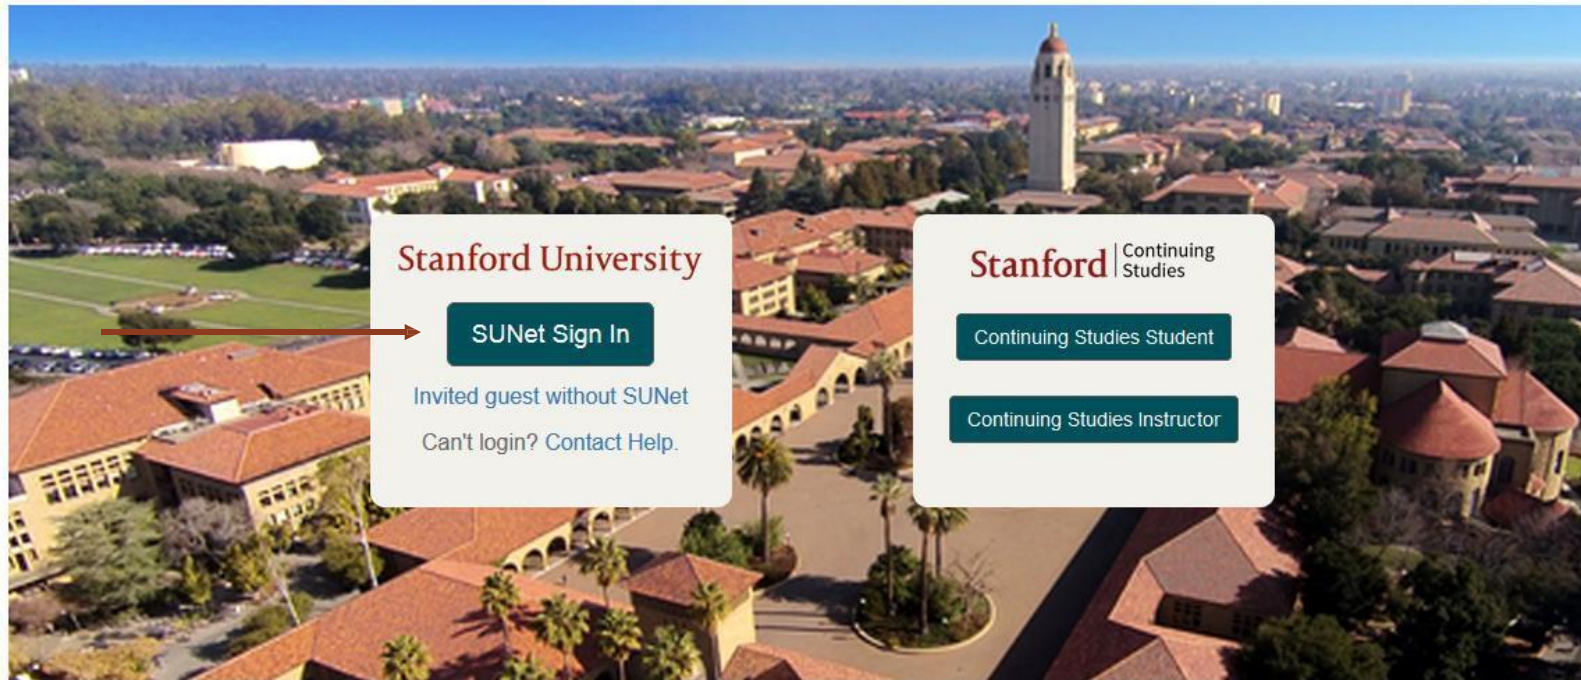 Stanford University
SUNet Sign In
Invited guest without SUNet
Can't login? Contact Help.
Stanford
Continuing
Studies
Continuing Studies Student
Continuing Studies Instructor